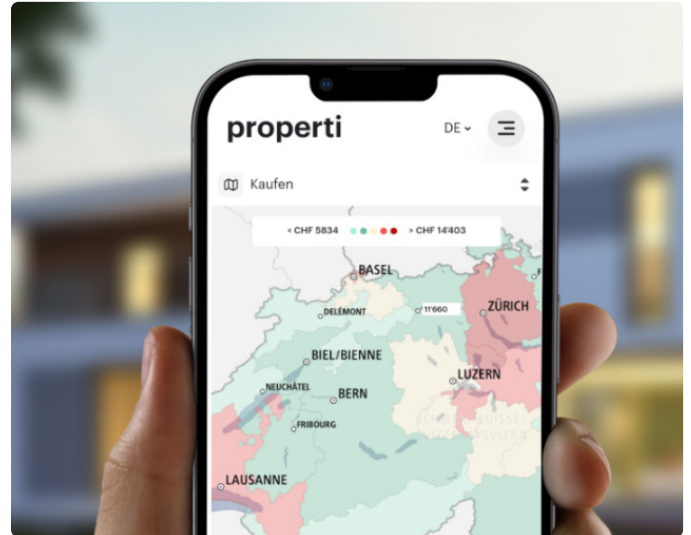 properti
DE
Kaufen
< CHF 5834
> CHF 14'403
BASEL
DELÉMONT
11'660
ZÜRICH
BIEL/BIENNE
LUZERN
NEUCHÂTEL
BERN
FRIBOURG
LAUSANNE